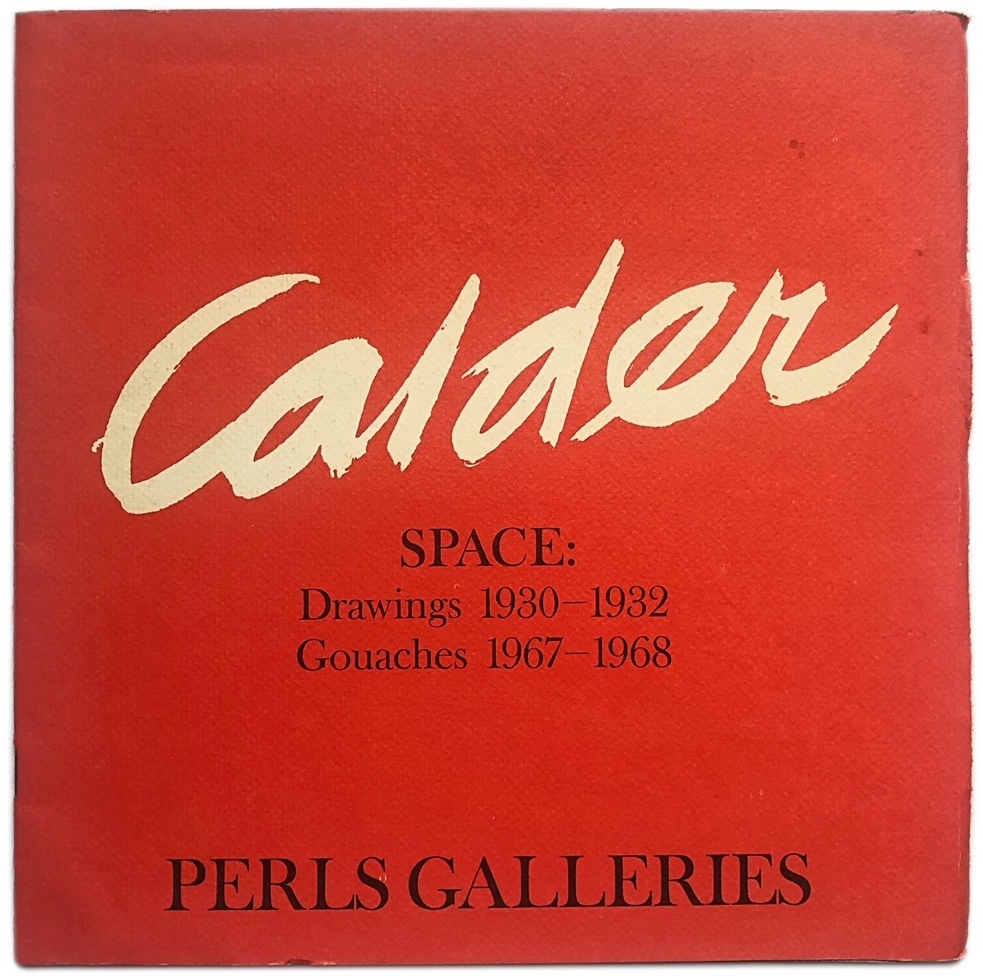 Calder
SPACE:
Drawings 1930—1932
Gouaches 1967—1968
PERLS GALLERIES